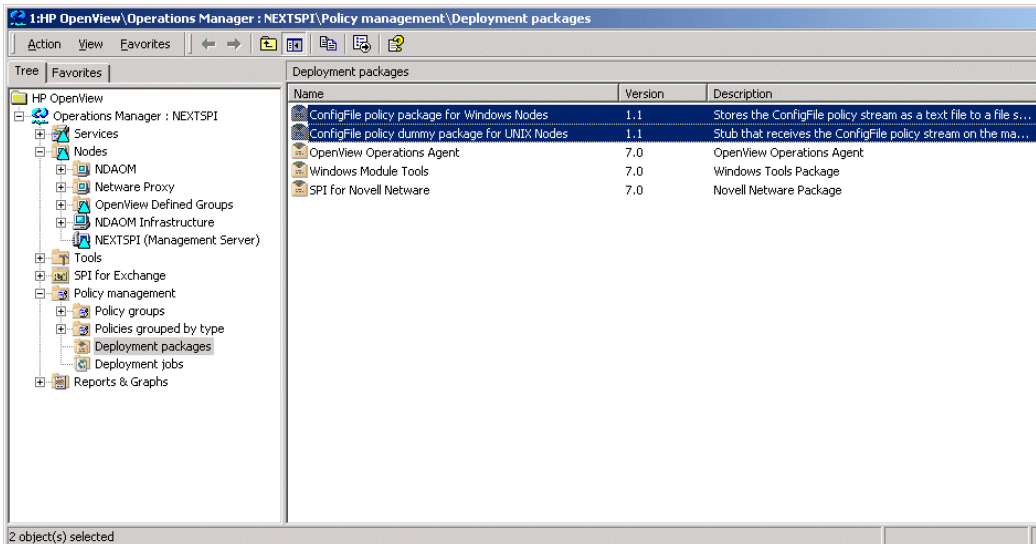 1:HP OpenView\Operations Manager : NEXTSPI\Policy management\Deployment packages
Action View Favorites
Tree Favorites
Deployment packages
HP OpenView
Operations Manager : NEXTSPI
Services
Nodes
NDAOM
Netware Proxy
OpenView Defined Groups
NDAOM Infrastructure
NEXTSPI (Management Server)
Tools
SPI for Exchange
Policy management
Policy groups
Policies grouped by type
Deployment packages
Deployment jobs
Reports & Graphs
Name Version Description
ConfigFile policy package for Windows Nodes 1.1 Stores the ConfigFile policy stream as a text file to a file s...
ConfigFile policy dummy package for UNIX Nodes 1.1 Stub that receives the ConfigFile policy stream on the ma...
OpenView Operations Agent 7.0 OpenView Operations Agent
Windows Module Tools 7.0 Windows Tools Package
SPI for Novell Netware 7.0 Novell Netware Package
2 object(s) selected